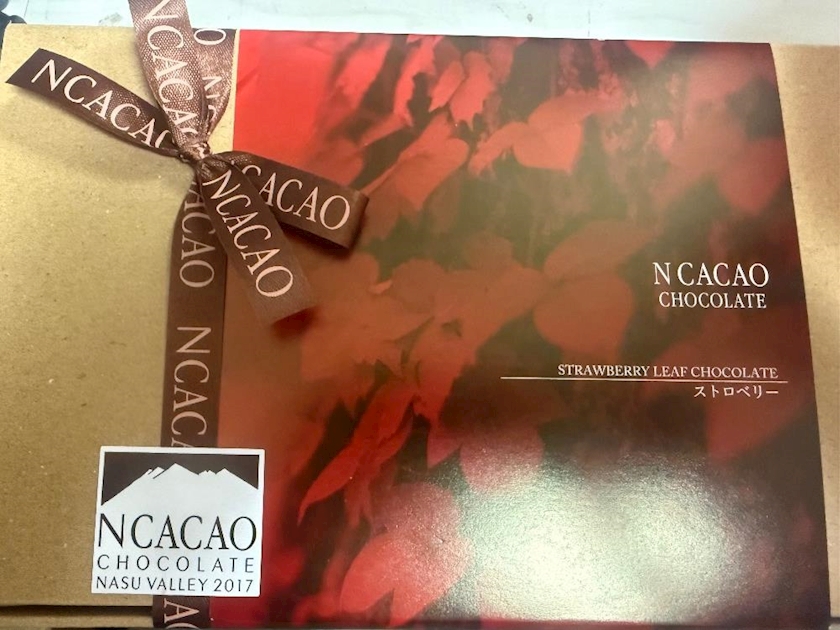 NCACAO
NCACAO
NCACAO
NCACAO
NCACAO
N CACAO
CHOCOLATE
STRAWBERRY LEAF CHOCOLATE
ストロベリー
NCACAO
CHOCOLATE
NASU VALLEY 2017